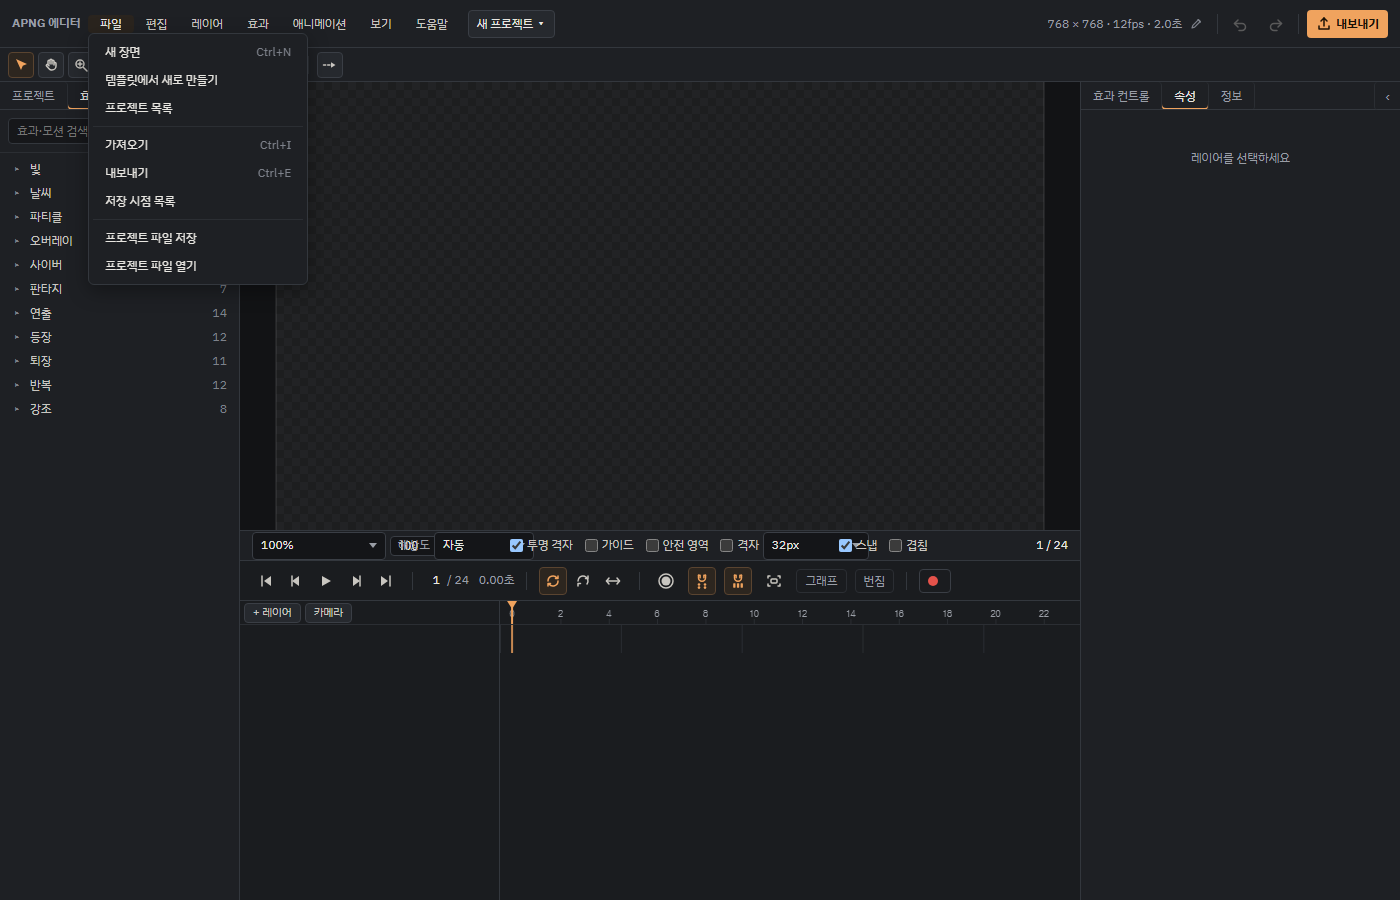 APNG 에디터 파일 편집 레이어 효과 애니메이션 보기 도움말 새 프로젝트 768 × 768 · 12fps · 2.0초 내보내기
새 장면 Ctrl+N
템플릿에서 새로 만들기
프로젝트 목록
가져오기 Ctrl+I
내보내기 Ctrl+E
저장 시점 목록
프로젝트 파일 저장
프로젝트 파일 열기
프로젝트
효과·모션 검색
빛
날씨
파티클
오버레이
사이버
판타지 7
연출 14
등장 12
퇴장 11
반복 12
강조 8
효과 컨트롤 속성 정보
레이어를 선택하세요
100% 자동 투명 격자 가이드 안전 영역 격자 32px 스냅 겹침 1 / 24
1 / 24 0.00초 그래프 번짐
+ 레이어 카메라 0 2 4 6 8 10 12 14 16 18 20 22